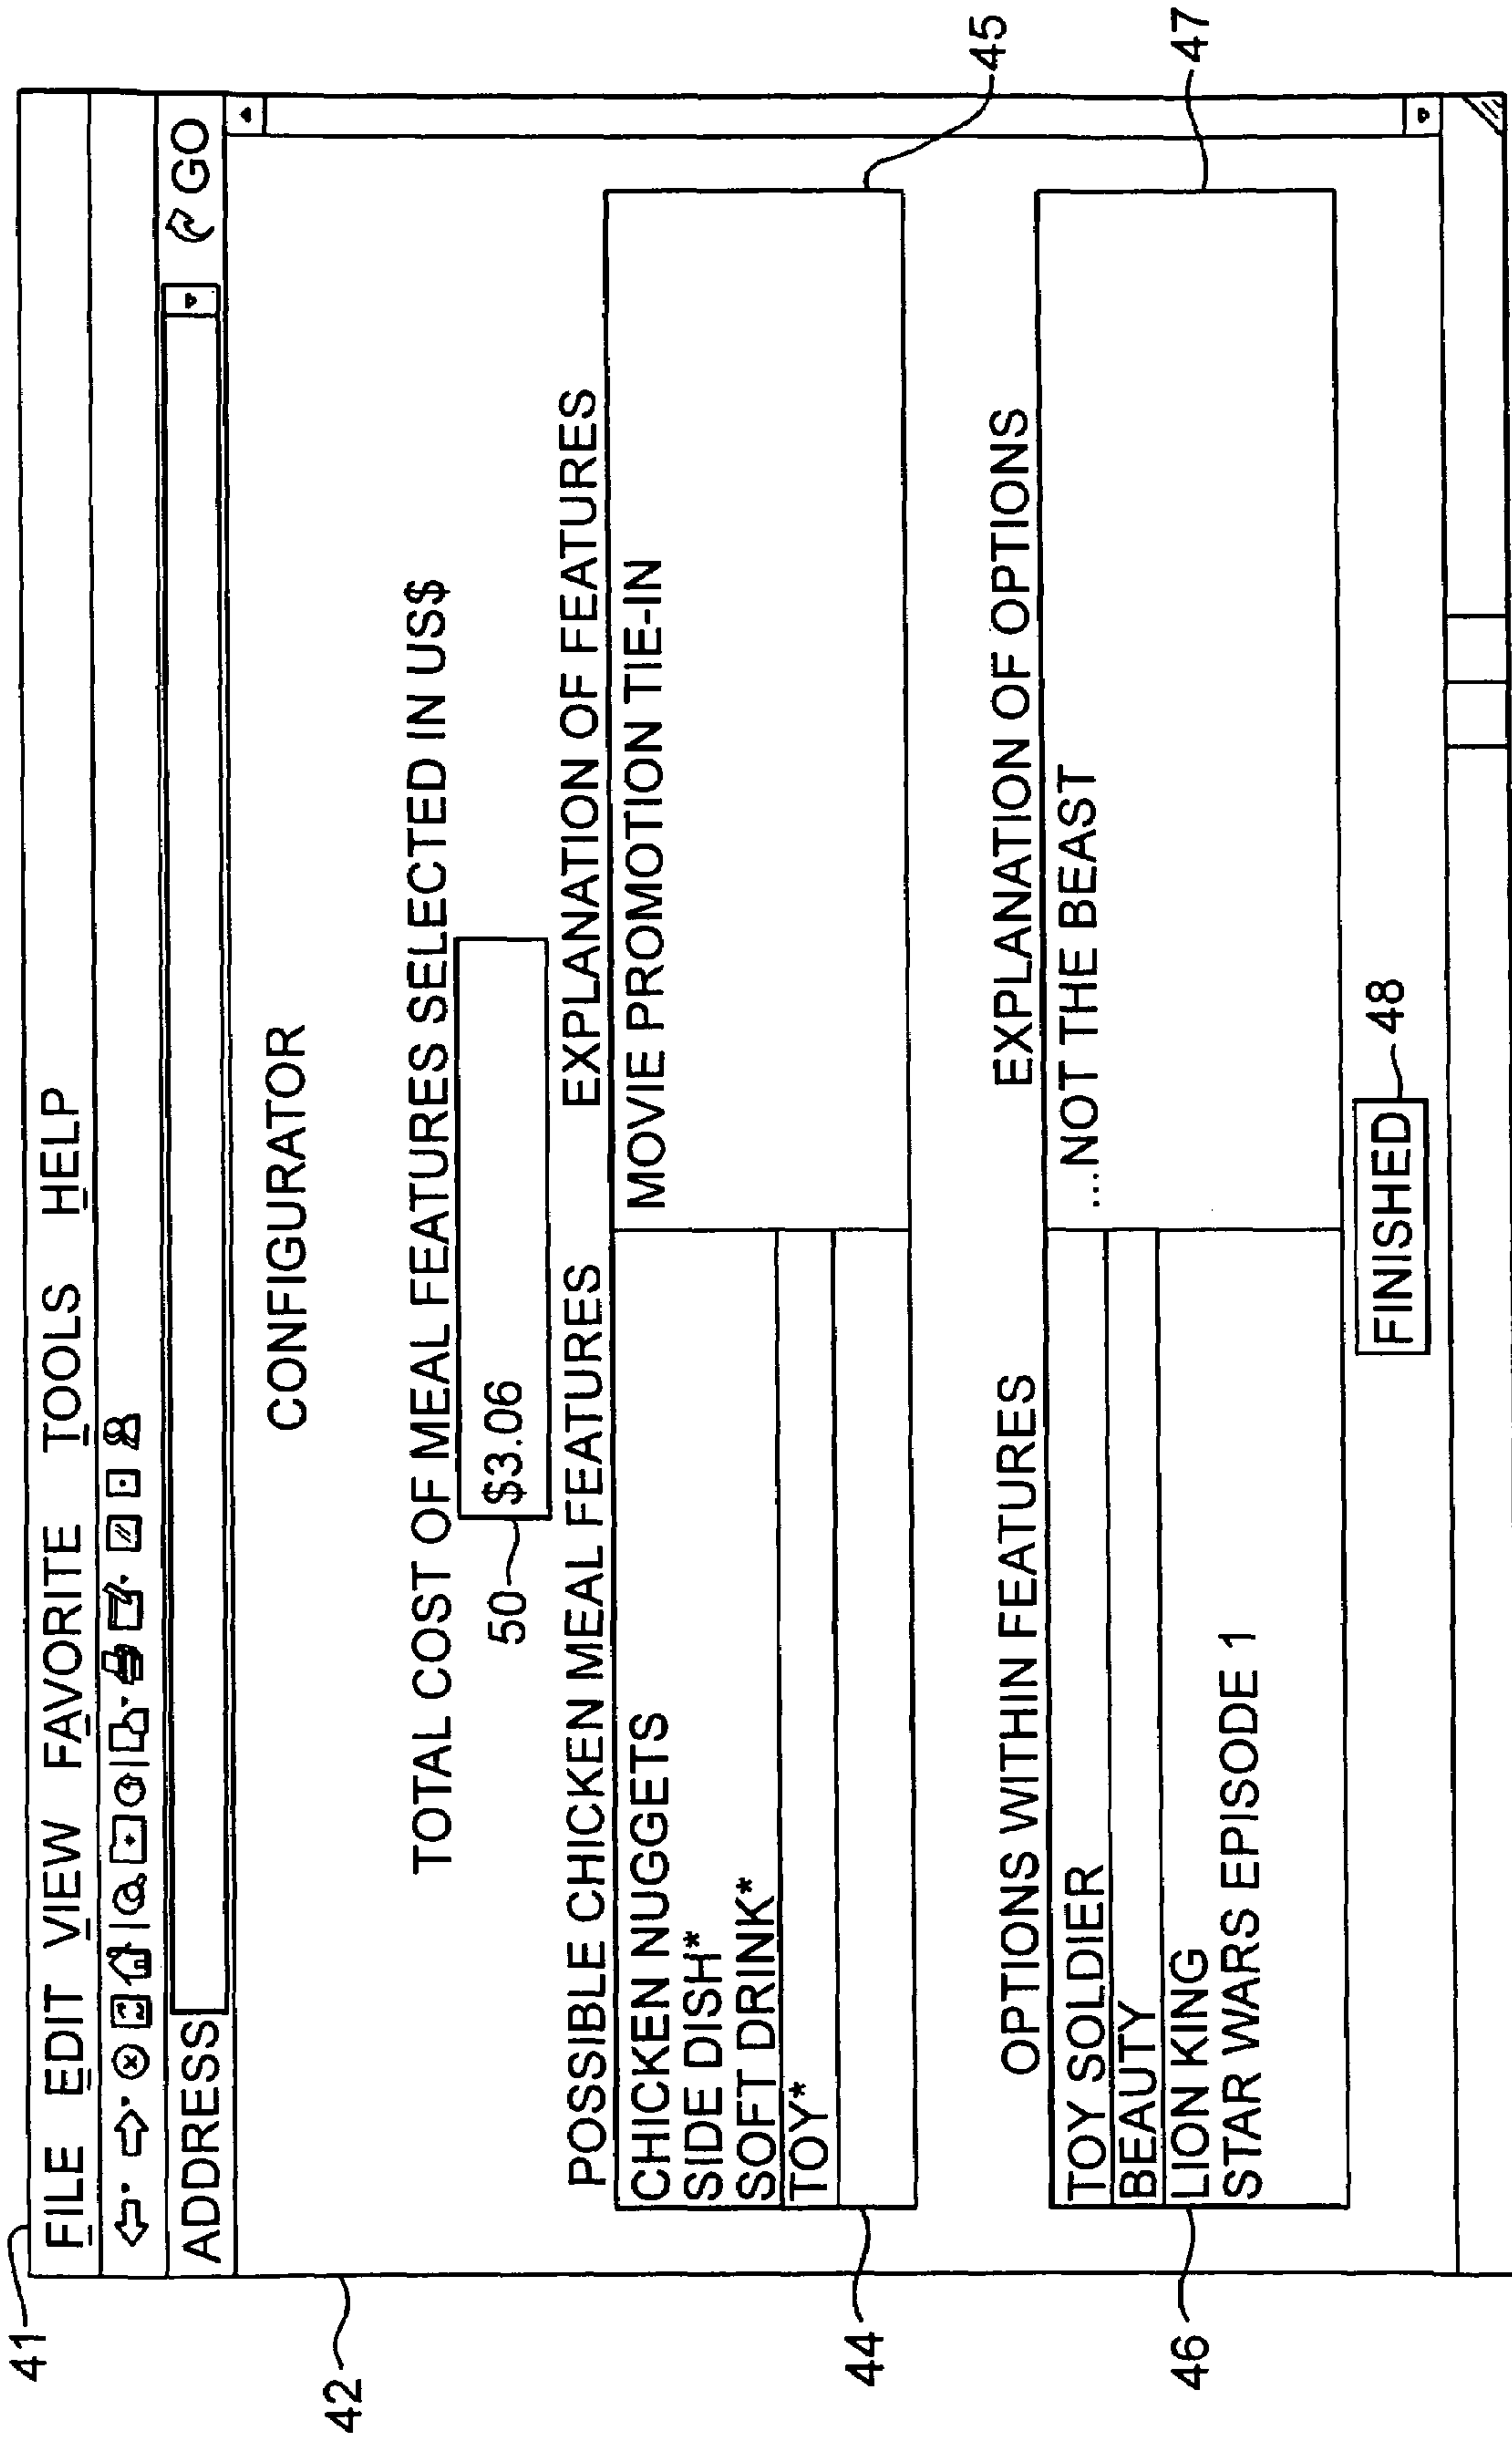 41
FILE EDIT VIEW FAVORITE TOOLS HELP
ADDRESS
GO
42
CONFIGURATOR
TOTAL COST OF MEAL FEATURES SELECTED IN US$
50
$3.06
POSSIBLE CHICKEN MEAL FEATURES
EXPLANATION OF FEATURES
CHICKEN NUGGETS
SIDE DISH*
SOFT DRINK*
TOY*
MOVIE PROMOTION TIE-IN
44
45
OPTIONS WITHIN FEATURES
EXPLANATION OF OPTIONS
TOY SOLDIER
BEAUTY
LION KING
STAR WARS EPISODE 1
...NOT THE BEAST
46
47
FINISHED
48